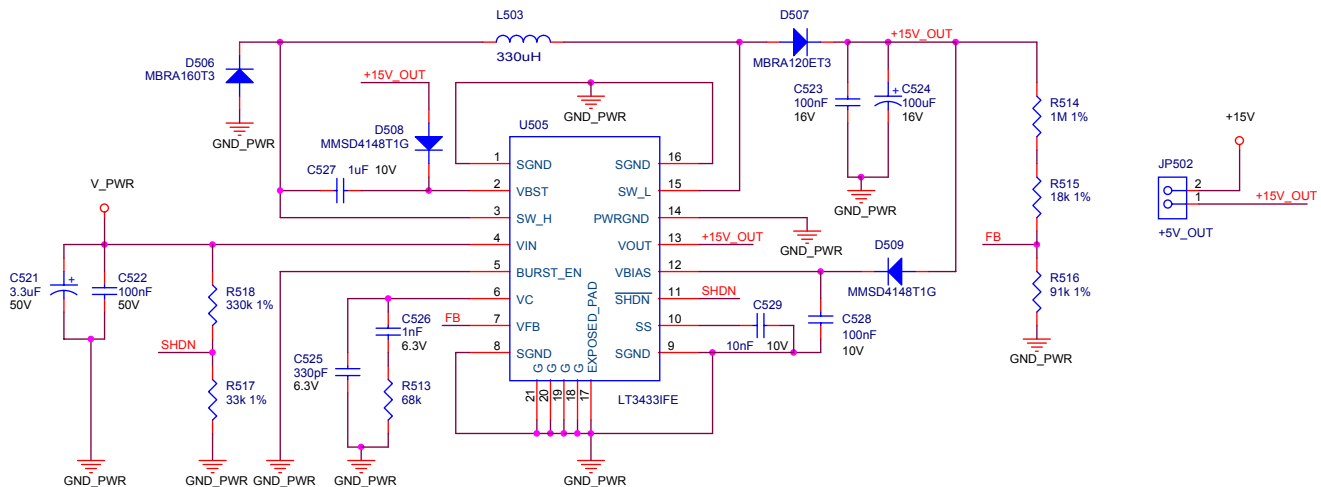 L503
330uH
D507
MBRA120ET3
+15V_OUT
D506
MBRA160T3
GND_PWR
+15V_OUT
D508
MMSD4148T1G
GND_PWR
C523
100nF
16V
C524
100uF
16V
GND_PWR
R514
1M 1%
R515
18k 1%
FB
R516
91k 1%
GND_PWR
+15V
JP502
2
1
+15V_OUT
+5V_OUT
U505
C527
1uF
10V
1
SGND
2
VBST
3
SW_H
4
VIN
5
BURST_EN
6
VC
7
VFB
8
SGND
SGND
16
SW_L
15
PWRGND
14
VOUT
13
VBIAS
12
SHDN
11
SS
10
SGND
9
G
21
G
20
G
19
G
18
EXPOSED_PAD
17
LT3433IFE
GND_PWR
+15V_OUT
D509
MMSD4148T1G
SHDN
C529
10nF
10V
C528
100nF
10V
V_PWR
C521
3.3uF
50V
C522
100nF
50V
R518
330k 1%
SHDN
R517
33k 1%
FB
C526
1nF
6.3V
C525
330pF
6.3V
R513
68k
GND_PWR
GND_PWR
GND_PWR
GND_PWR
GND_PWR